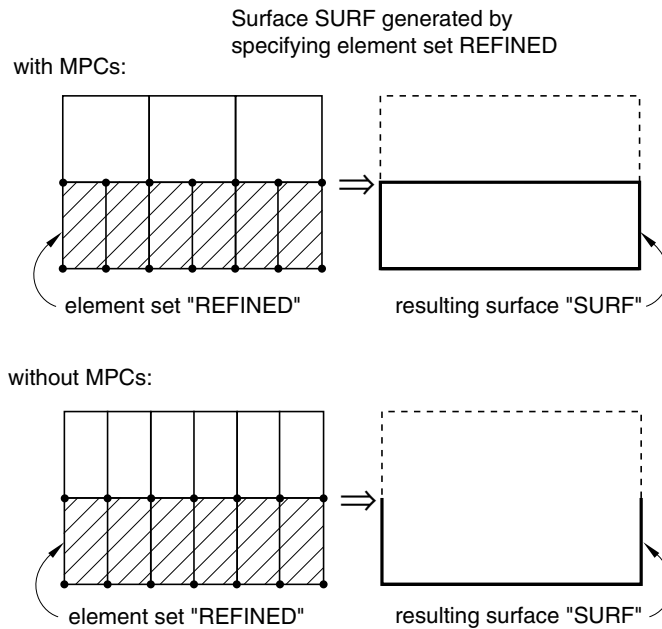 Surface SURF generated by
specifying element set REFINED
with MPCs:
element set "REFINED"
resulting surface "SURF"
without MPCs:
element set "REFINED"
resulting surface "SURF"